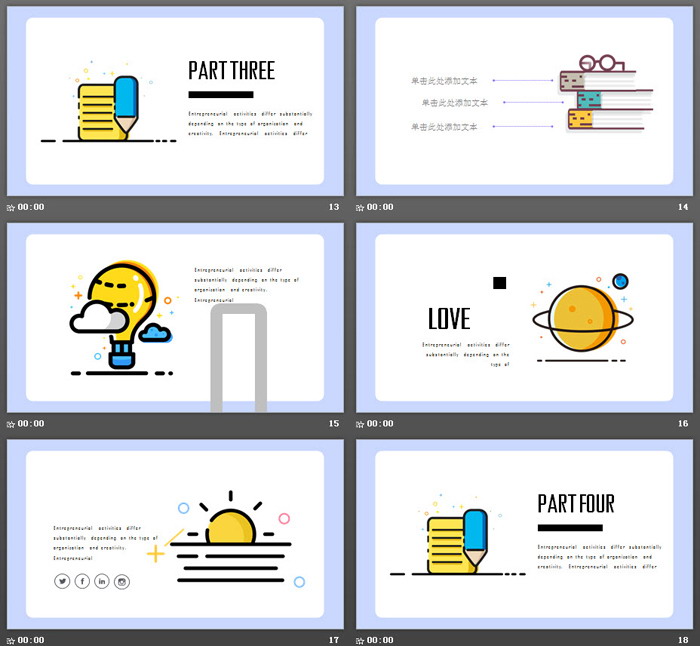 PART THREE
Entrepreneurial activities differ substantially
depending on the type of organisation and
creativity. Entrepreneurial activities differ
00:00
13
单击此处添加文本
单击此处添加文本
单击此处添加文本
00:00
14
Entrepreneurial activities differ
substantially depending on the type of
organisation and creativity.
Entrepreneurial
00:00
15
LOVE
Entrepreneurial activities differ
substantially depending on the
type of
00:00
16
Entrepreneurial activities differ
substantially depending on the type of
organisation and creativity.
Entrepreneurial
00:00
17
PART FOUR
Entrepreneurial activities differ substantially
depending on the type of organisation and
creativity. Entrepreneurial activities differ
00:00
18